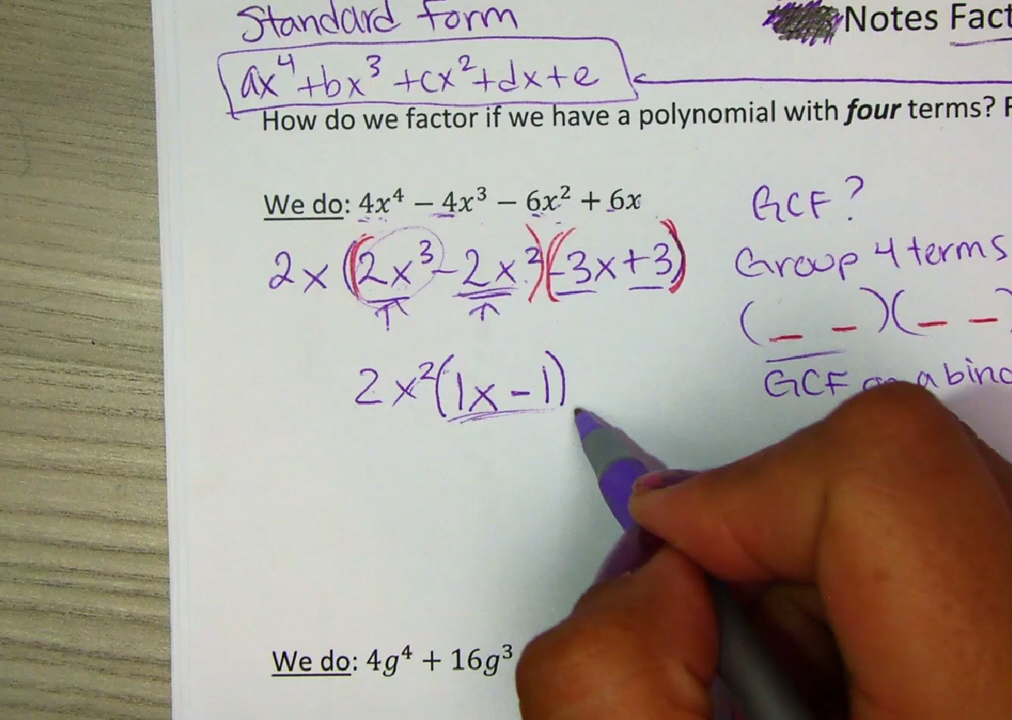 Standard Form
Notes Fact
ax⁴+bx³+cx²+dx+e
How do we factor if we have a polynomial with four terms? F
We do: 4x⁴ − 4x³ − 6x² + 6x
GCF?
2x(2x³-2x²)(-3x+3)
Group 4 terms
(_ _)(_ _)
2x²(1x-1)
GCF a bino
We do: 4g⁴ + 16g³